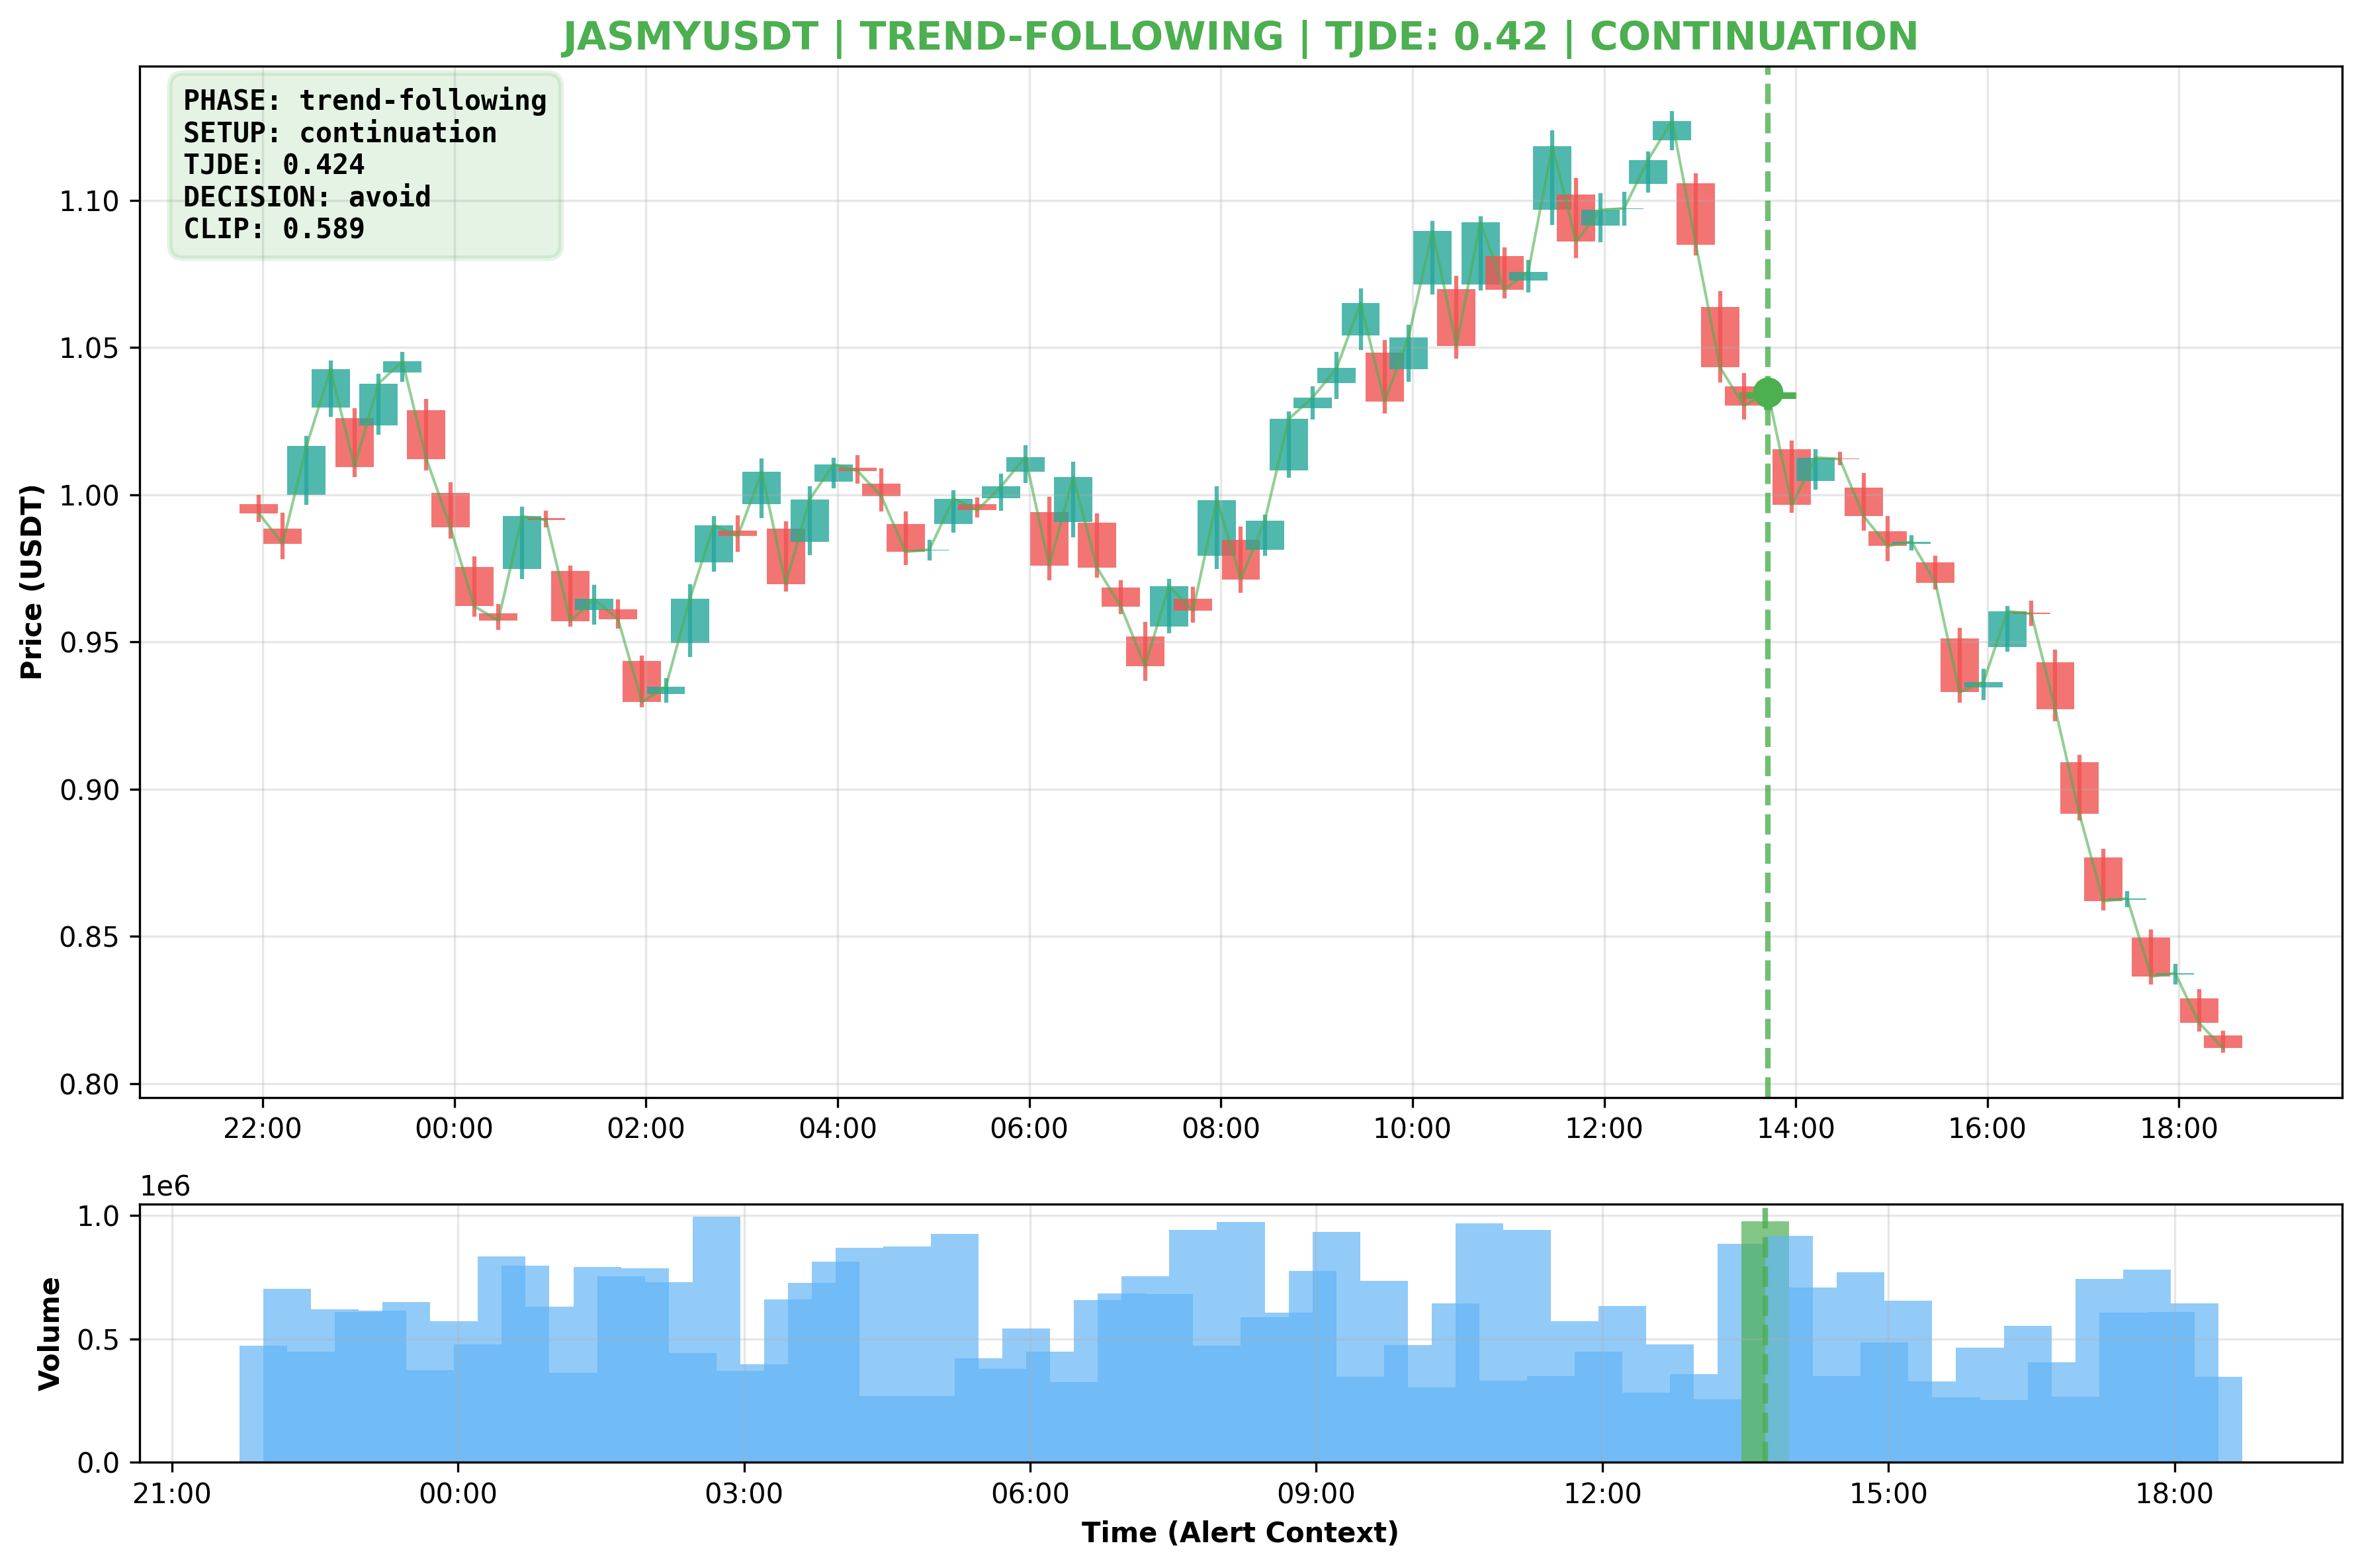 JASMYUSDT | TREND-FOLLOWING | TJDE: 0.42 | CONTINUATION
PHASE: trend-following
SETUP: continuation
TJDE: 0.424
DECISION: avoid
CLIP: 0.589
Price (USDT)
1.10
1.05
1.00
0.95
0.90
0.85
0.80
22:00 00:00 02:00 04:00 06:00 08:00 10:00 12:00 14:00 16:00 18:00
1e6
Volume
1.0
0.5
0.0
21:00 00:00 03:00 06:00 09:00 12:00 15:00 18:00
Time (Alert Context)